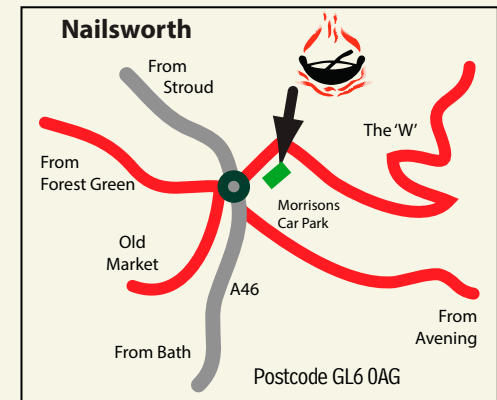 Nailsworth
From
Stroud
The ‘W’
From
Forest Green
Morrisons
Car Park
Old
Market
A46
From
Avening
From Bath
Postcode GL6 0AG